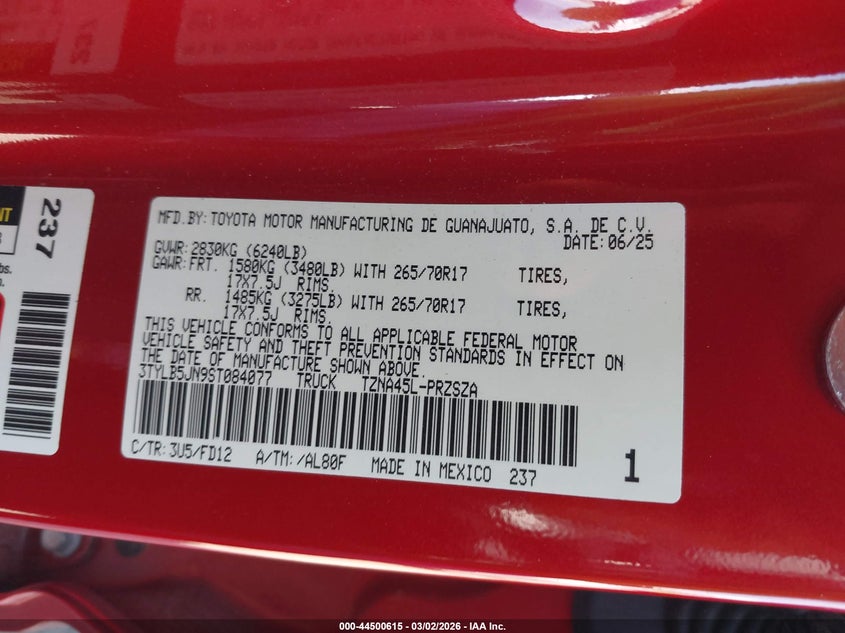 MFD.BY: TOYOTA MOTOR MANUFACTURING DE GUANAJUATO, S.A. DE C.V.
DATE: 06/25
GVWR: 2830KG (6240LB)
GAWR: FRT. 1580KG (3480LB) WITH 265/70R17 TIRES,
17X7.5J RIMS.
RR. 1485KG (3275LB) WITH 265/70R17 TIRES,
17X7.5J RIMS.
THIS VEHICLE CONFORMS TO ALL APPLICABLE FEDERAL MOTOR
VEHICLE SAFETY AND THEFT PREVENTION STANDARDS IN EFFECT ON
THE DATE OF MANUFACTURE SHOWN ABOVE.
3TYLB5JN9ST084077 TRUCK TZNA45L-PRZSZA
C/TR: 3U5/FD12 A/TM: /AL80F MADE IN MEXICO 237 1
237
000-44500615 - 03/02/2026 - IAA Inc.